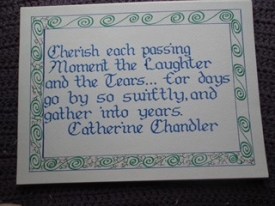 Cherish each passing
Moment the Laughter
and the Tears... for days
go by so swiftly, and
gather into years.
Catherine Chandler